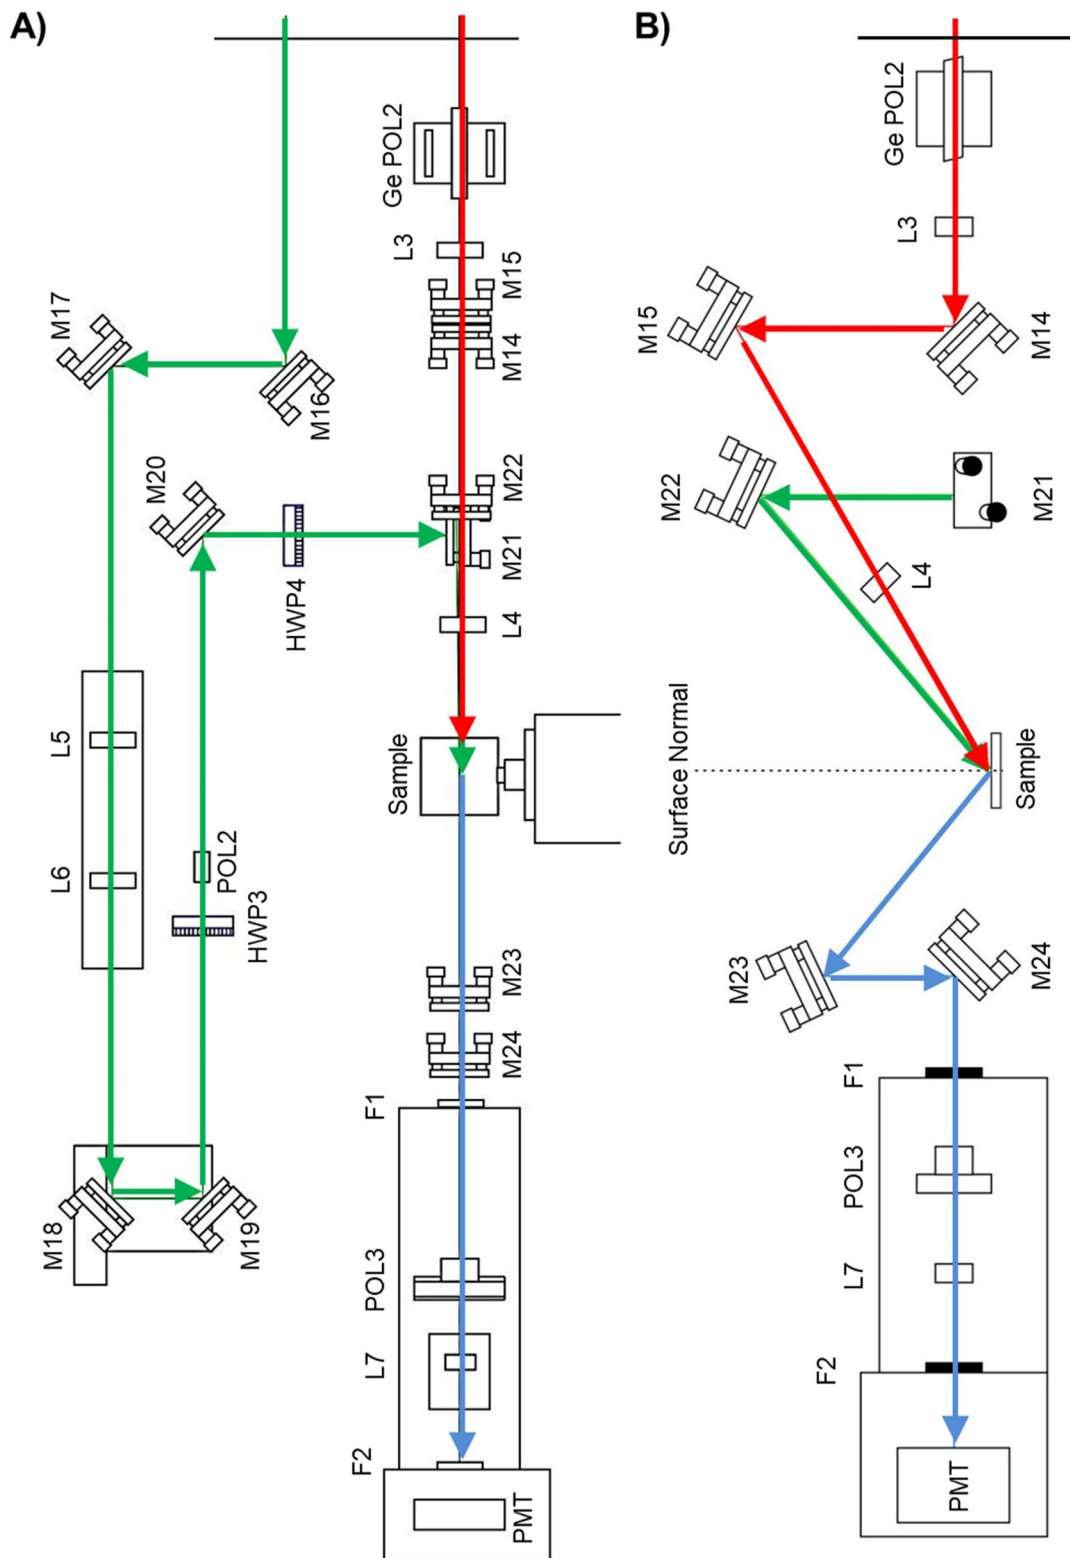 A)
Ge POL2
L3
M15
M14
M17
M16
M20
M22
M21
HWP4
L4
Sample
L5
L6
POL2
HWP3
M23
M24
F1
M18
M19
POL3
L7
F2
PMT
B)
Ge POL2
L3
M15
M14
M22
M21
L4
Surface Normal
Sample
M23
M24
F1
POL3
L7
F2
PMT